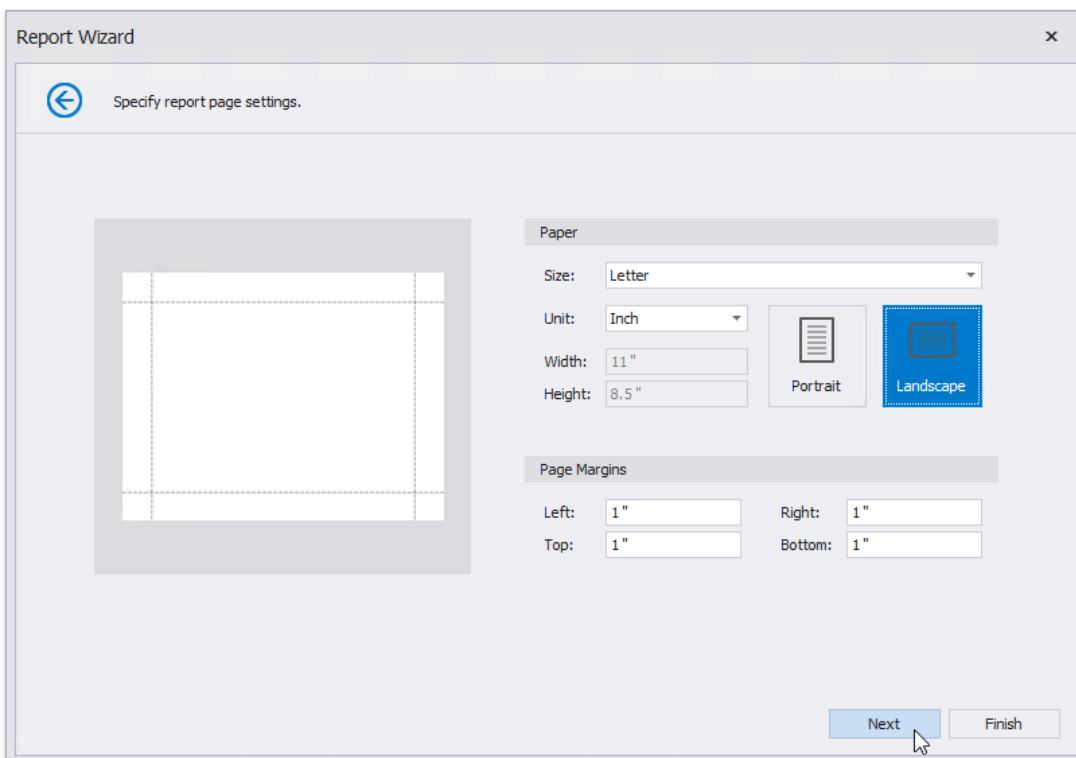 Report Wizard
Specify report page settings.
Paper
Size: Letter
Unit: Inch
Width: 11"
Height: 8.5"
Portrait
Landscape
Page Margins
Left: 1" Right: 1"
Top: 1" Bottom: 1"
Next Finish